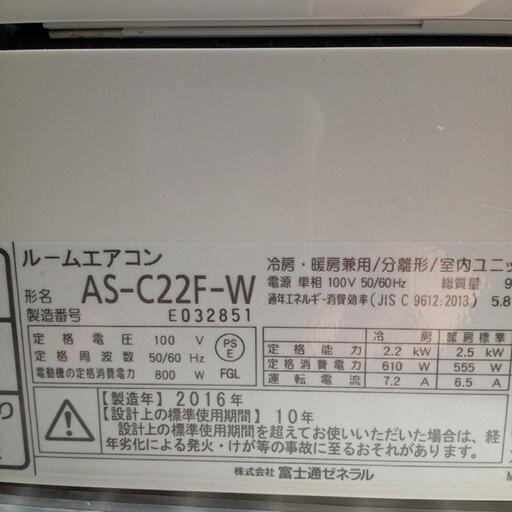 ルームエアコン
形名 AS-C22F-W
製造番号 E032851
冷房・暖房兼用/分離形/室内ユニッ
電源 単相 100V 50/60Hz 総質量 9
通年エネルギー消費効率(JIS C 9612:2013) 5.8
定格電圧 100 V
定格周波数 50/60 Hz
電動機の定格消費電力 800 W
PS
E
FGL
冷房 暖房標準
定格能力 2.2 kW 2.5 kW
定格消費電力 610 W 555 W
運転電流 7.2 A 6.5 A
【製造年】2016年
【設計上の標準使用期間】10年
設計上の標準使用期間を超えてお使いいただいた場合は、経
年劣化による発火・けが等の事故に至るおそれがあります。
株式会社 富士通ゼネラル
M